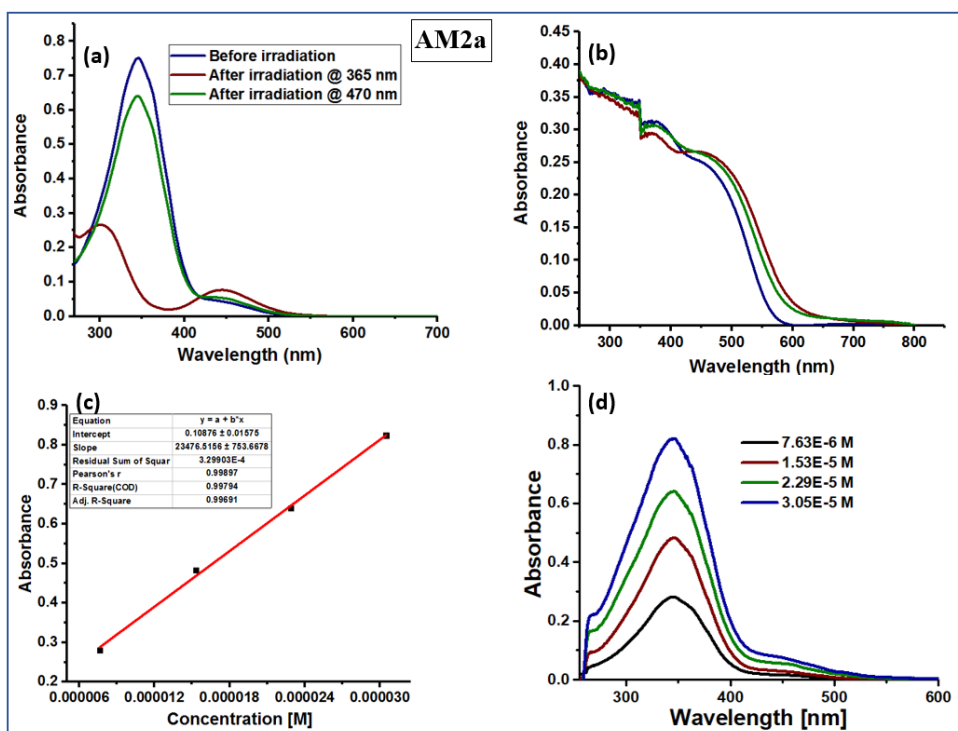 AM2a
(a)
Before irradiation
After irradiation @ 365 nm
After irradiation @ 470 nm
Absorbance
0.8
0.7
0.6
0.5
0.4
0.3
0.2
0.1
0.0
300 400 500 600 700
Wavelength (nm)
(b)
Absorbance
0.45
0.40
0.35
0.30
0.25
0.20
0.15
0.10
0.05
0.00
300 400 500 600 700 800
Wavelength (nm)
(c)
Equation y = a + b*x
Intercept 0.10876 ± 0.01575
Slope 23476.5156 ± 753.6678
Residual Sum of Squar 3.29903E-4
Pearson's r 0.99897
R-Square(COD) 0.99794
Adj. R-Square 0.99691
Absorbance
0.9
0.8
0.7
0.6
0.5
0.4
0.3
0.2
0.000006 0.000012 0.000018 0.000024 0.000030
Concentration [M]
(d)
7.63E-6 M
1.53E-5 M
2.29E-5 M
3.05E-5 M
Absorbance
1.0
0.8
0.6
0.4
0.2
0.0
300 400 500 600
Wavelength [nm]